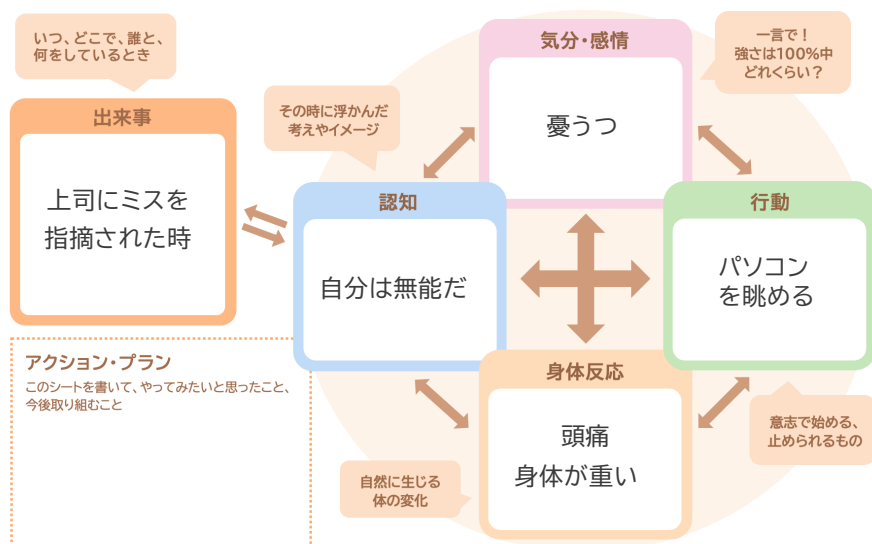 いつ、どこで、誰と、
何をしているとき
出来事
上司にミスを
指摘された時
その時に浮かんだ
考えやイメージ
認知
自分は無能だ
気分・感情
憂うつ
一言で！
強さは100%中
どれくらい？
行動
パソコン
を眺める
意志で始める、
止められるもの
身体反応
頭痛
身体が重い
自然に生じる
体の変化
アクション・プラン
このシートを書いて、やってみたいと思ったこと、
今後取り組むこと